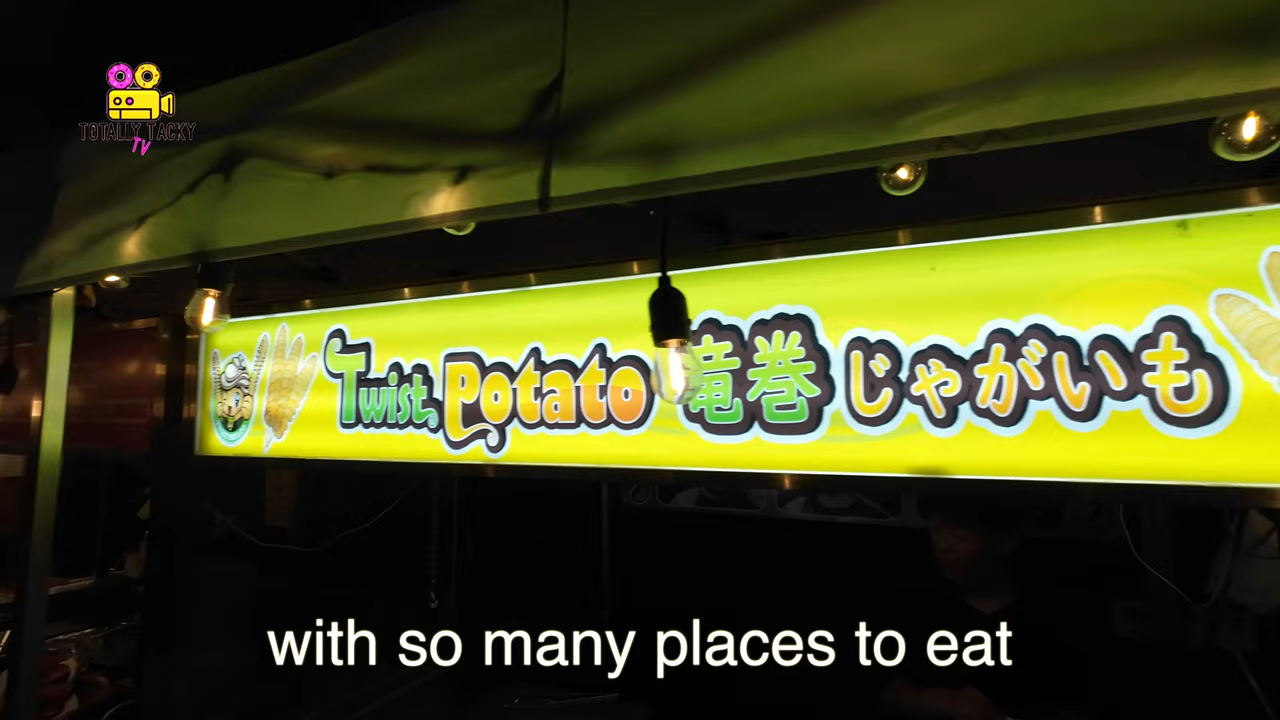 TOTALLY TACKY
TV
Twist Potato 竜巻 じゃがいも
with so many places to eat